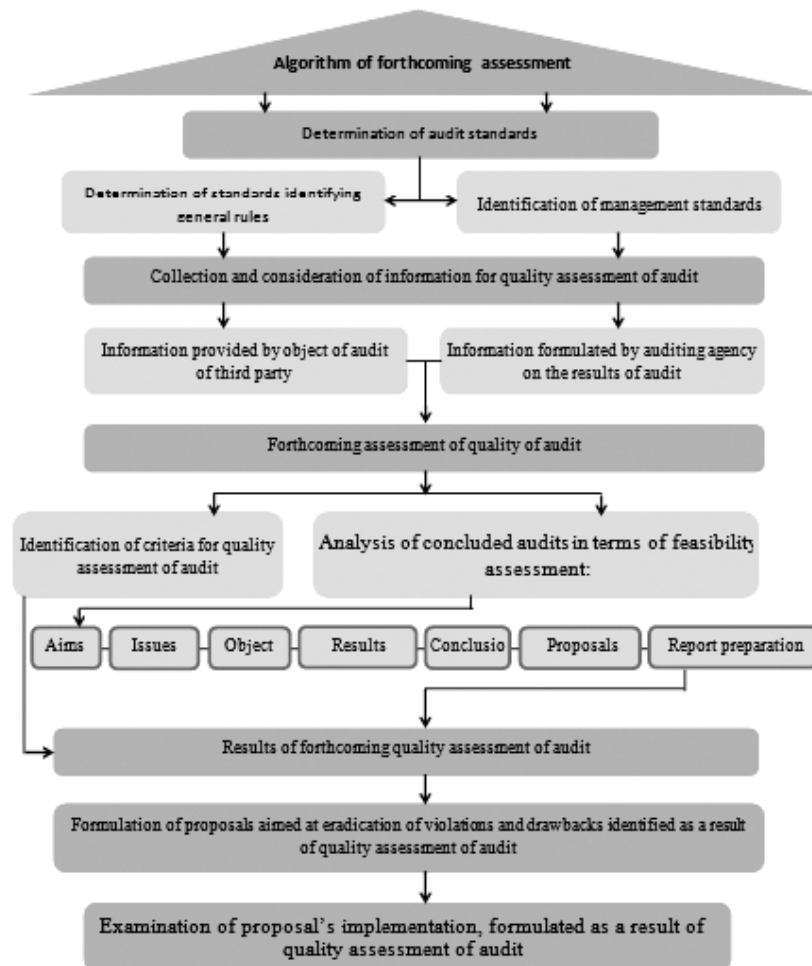 Algorithm of forthcoming assessment
Determination of audit standards
Determination of standards identifying
general rules
Identification of management standards
Collection and consideration of information for quality assessment of audit
Information provided by object of audit
of third party
Information formulated by auditing agency
on the results of audit
Forthcoming assessment of quality of audit
Identification of criteria for quality
assessment of audit
Analysis of concluded audits in terms of feasibility
assessment:
Aims
Issues
Object
Results
Conclusio
Proposals
Report preparation
Results of forthcoming quality assessment of audit
Formulation of proposals aimed at eradication of violations and drawbacks identified as a result
of quality assessment of audit
Examination of proposal's implementation, formulated as a result of
quality assessment of audit